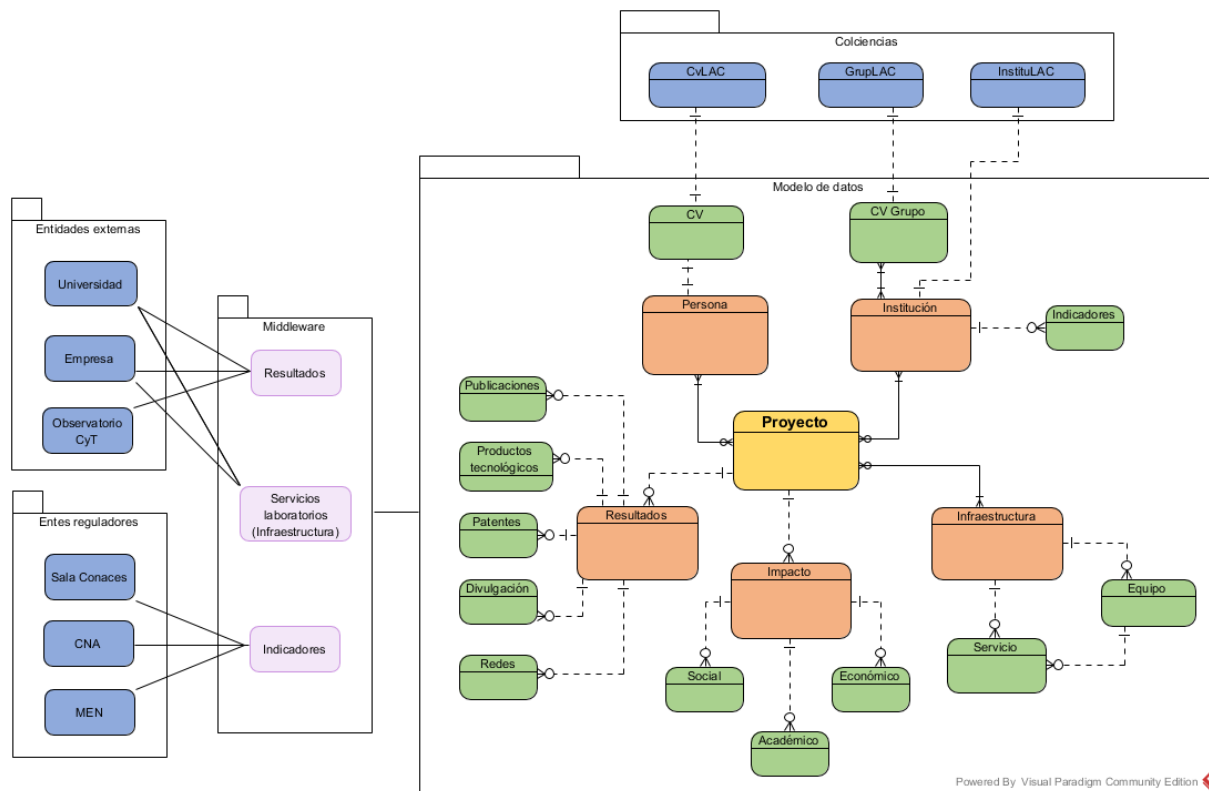 Colciencias
CvLAC
GrupLAC
InstituLAC
Modelo de datos
CV
CV Grupo
Persona
Institución
Indicadores
Entidades externas
Universidad
Empresa
Observatorio
CyT
Middleware
Resultados
Servicios
laboratorios
(Infraestructura)
Indicadores
Entes reguladores
Sala Conaces
CNA
MEN
Publicaciones
Productos
tecnológicos
Patentes
Divulgación
Redes
Proyecto
Resultados
Impacto
Infraestructura
Equipo
Servicio
Social
Económico
Académico
Powered By Visual Paradigm Community Edition